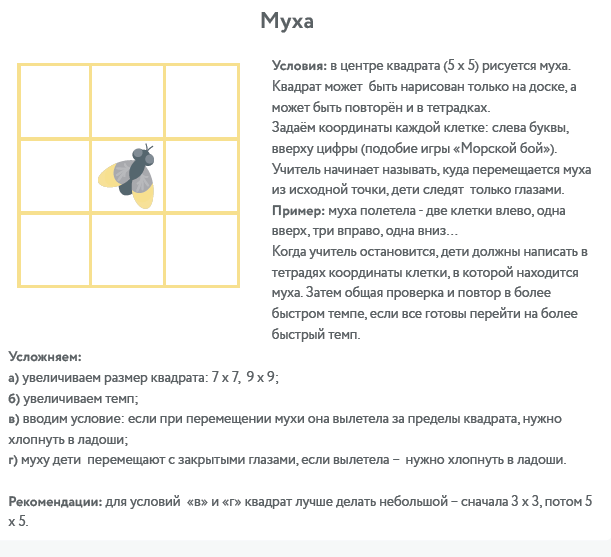 Муха
Условия: в центре квадрата (5 х 5) рисуется муха.
Квадрат может быть нарисован только на доске, а
может быть повторён и в тетрадках.
Задаём координаты каждой клетке: слева буквы,
вверху цифры (подобие игры «Морской бой»).
Учитель начинает называть, куда перемещается муха
из исходной точки, дети следят только глазами.
Пример: муха полетела - две клетки влево, одна
вверх, три вправо, одна вниз...
Когда учитель остановится, дети должны написать в
тетрадях координаты клетки, в которой находится
муха. Затем общая проверка и повтор в более
быстром темпе, если все готовы перейти на более
быстрый темп.
Усложняем:
а) увеличиваем размер квадрата: 7 х 7, 9 х 9;
б) увеличиваем темп;
в) вводим условие: если при перемещении мухи она вылетела за пределы квадрата, нужно
хлопнуть в ладоши;
г) муху дети перемещают с закрытыми глазами, если вылетела – нужно хлопнуть в ладоши.
Рекомендации: для условий «в» и «г» квадрат лучше делать небольшой – сначала 3 х 3, потом 5
х 5.